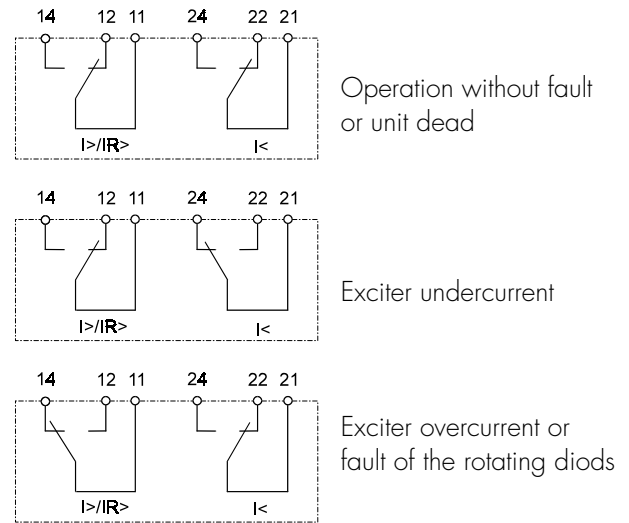 14 12 11 24 22 21
I>/IR> I<
Operation without fault
or unit dead
14 12 11 24 22 21
I>/IR> I<
Exciter undercurrent
14 12 11 24 22 21
I>/IR> I<
Exciter overcurrent or
fault of the rotating diods